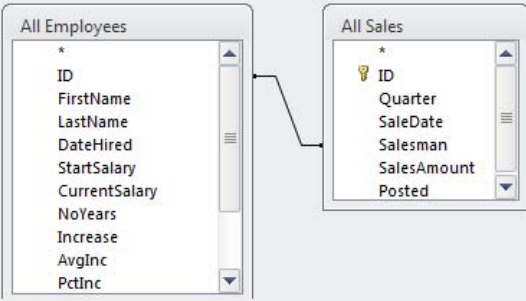 All Employees
*
ID
FirstName
LastName
DateHired
StartSalary
CurrentSalary
NoYears
Increase
AvgInc
PctInc
All Sales
*
ID
Quarter
SaleDate
Salesman
SalesAmount
Posted